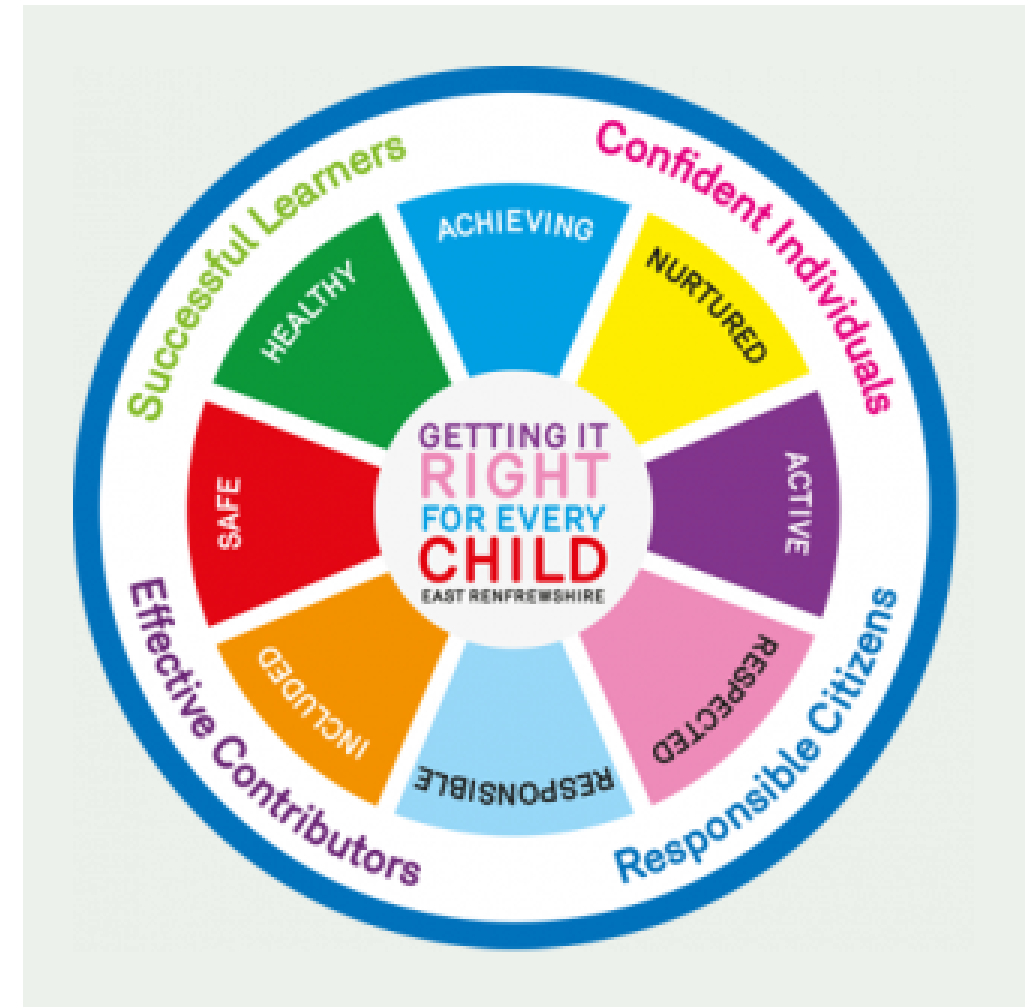 Successful Learners
Confident Individuals
Responsible Citizens
Effective Contributors
ACHIEVING
NURTURED
ACTIVE
RESPECTED
RESPONSIBLE
INCLUDED
SAFE
HEALTHY
GETTING IT
RIGHT
FOR EVERY
CHILD
EAST RENFREWSHIRE